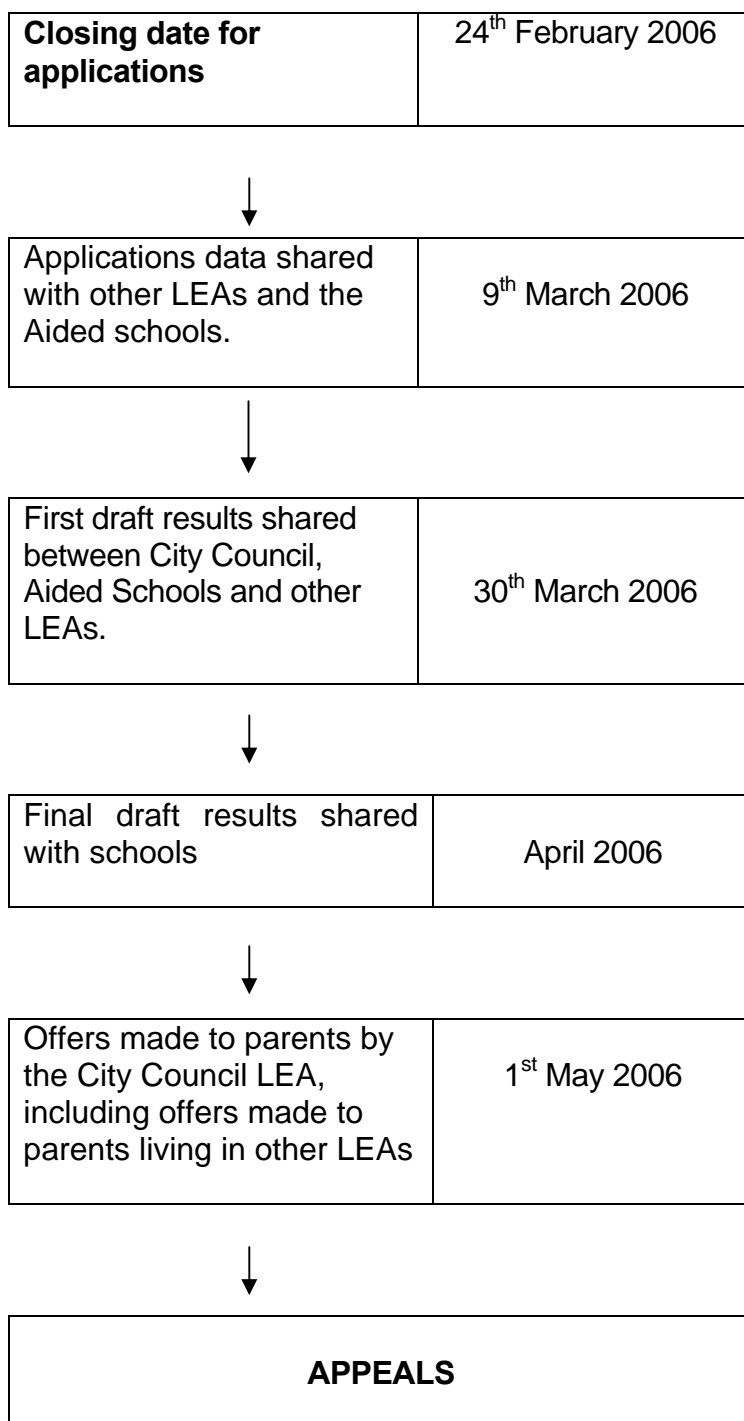 Closing date for
applications
24th February 2006
Applications data shared
with other LEAs and the
Aided schools.
9th March 2006
First draft results shared
between City Council,
Aided Schools and other
LEAs.
30th March 2006
Final draft results shared
with schools
April 2006
Offers made to parents by
the City Council LEA,
including offers made to
parents living in other LEAs
1st May 2006
APPEALS